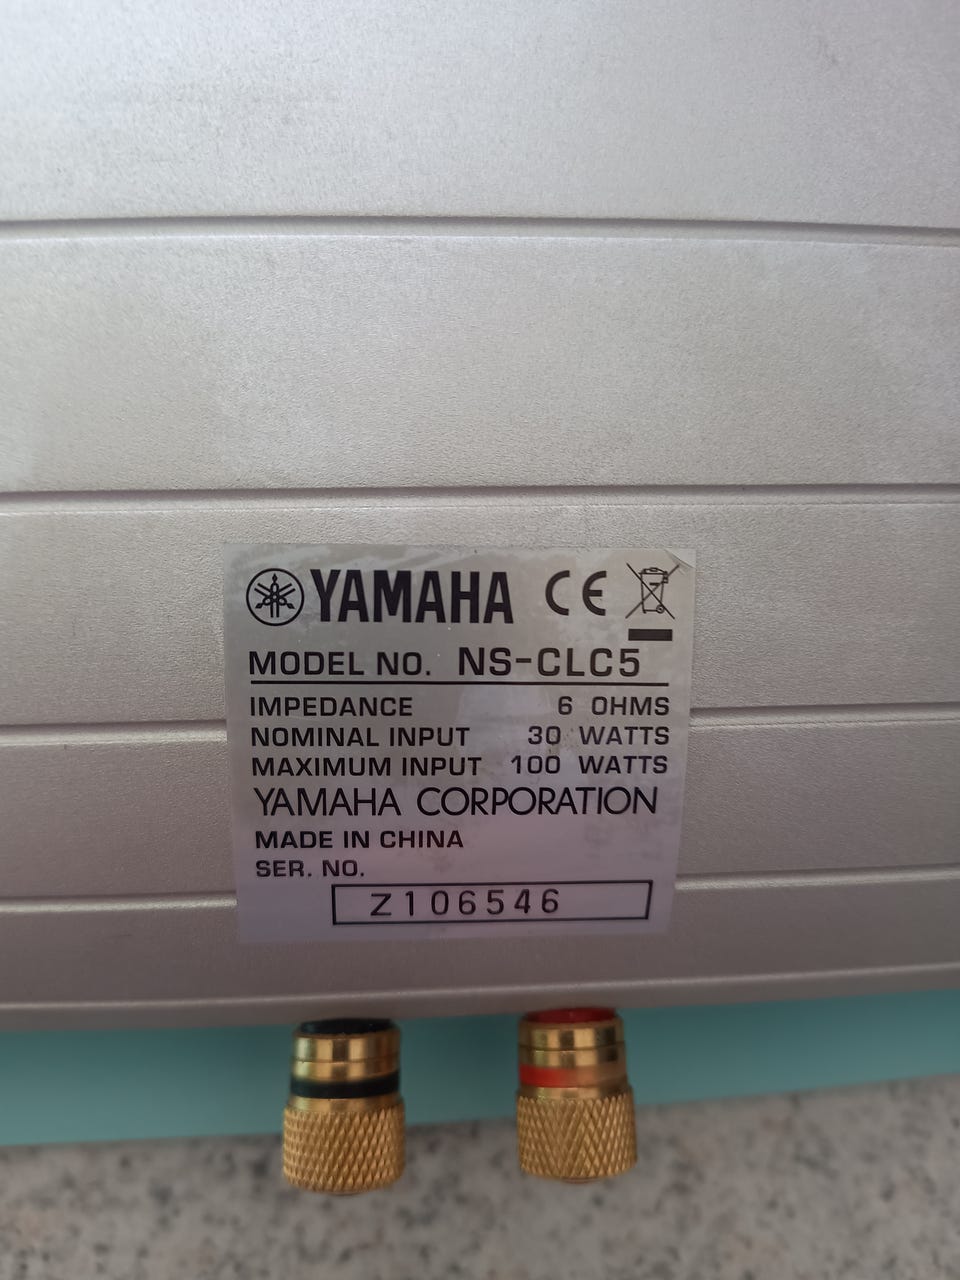 YAMAHA CE
MODEL NO. NS-CLC5
IMPEDANCE 6 OHMS
NOMINAL INPUT 30 WATTS
MAXIMUM INPUT 100 WATTS
YAMAHA CORPORATION
MADE IN CHINA
SER. NO.
Z106546